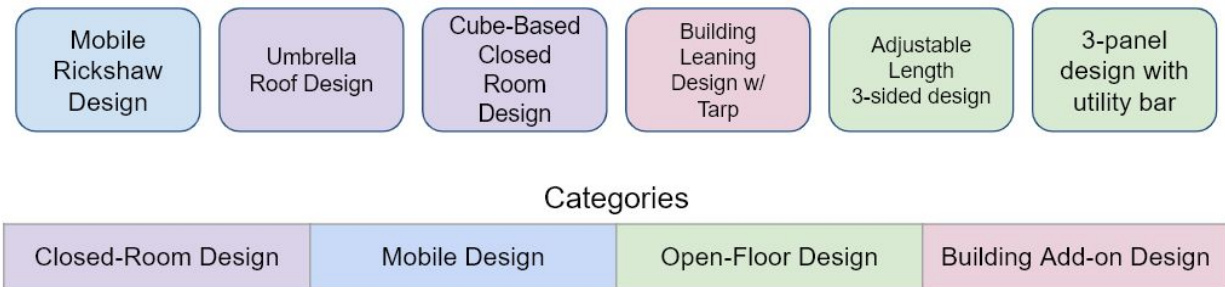 Mobile
Rickshaw
Design
Umbrella
Roof Design
Cube-Based
Closed
Room
Design
Building
Leaning
Design w/
Tarp
Adjustable
Length
3-sided design
3-panel
design with
utility bar
Categories
Closed-Room Design
Mobile Design
Open-Floor Design
Building Add-on Design